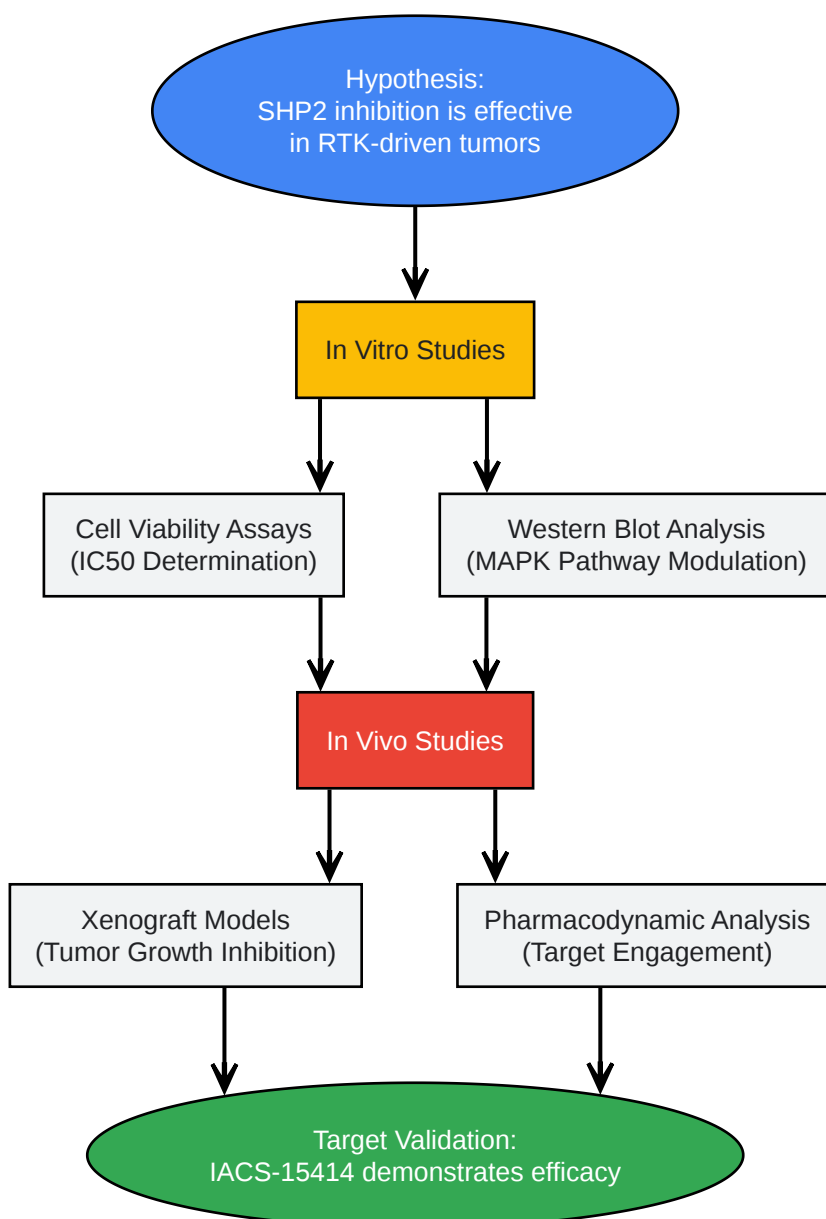 Hypothesis:
SHP2 inhibition is effective
in RTK-driven tumors
In Vitro Studies
Cell Viability Assays
(IC50 Determination)
Western Blot Analysis
(MAPK Pathway Modulation)
In Vivo Studies
Xenograft Models
(Tumor Growth Inhibition)
Pharmacodynamic Analysis
(Target Engagement)
Target Validation:
IACS-15414 demonstrates efficacy